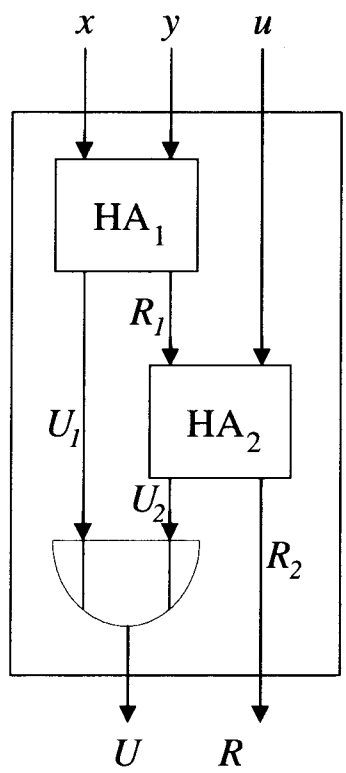 x y u
HA₁
R₁
U₁ HA₂
U₂
R₂
U R